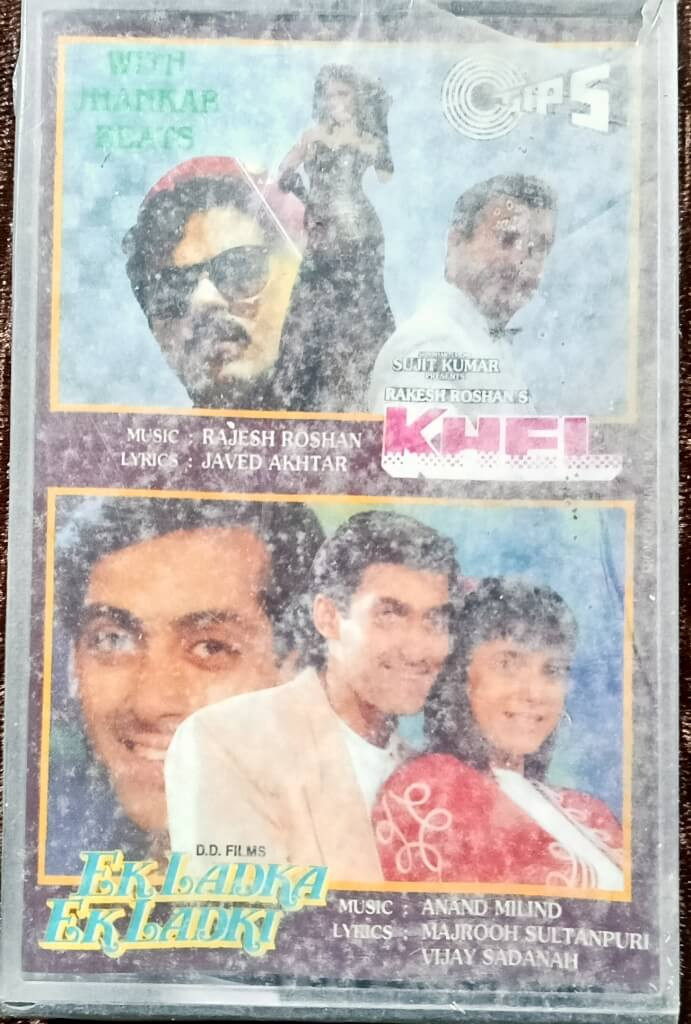 WITH
JHANKAR
BEATS
TIPS
SUJIT KUMAR
PRESENTS
RAKESH ROSHAN'S
KHEL
MUSIC : RAJESH ROSHAN
LYRICS : JAVED AKHTAR
D.D. FILMS
EK LADKA
EK LADKI
MUSIC : ANAND MILIND
LYRICS : MAJROOH SULTANPURI
VIJAY SADANAH